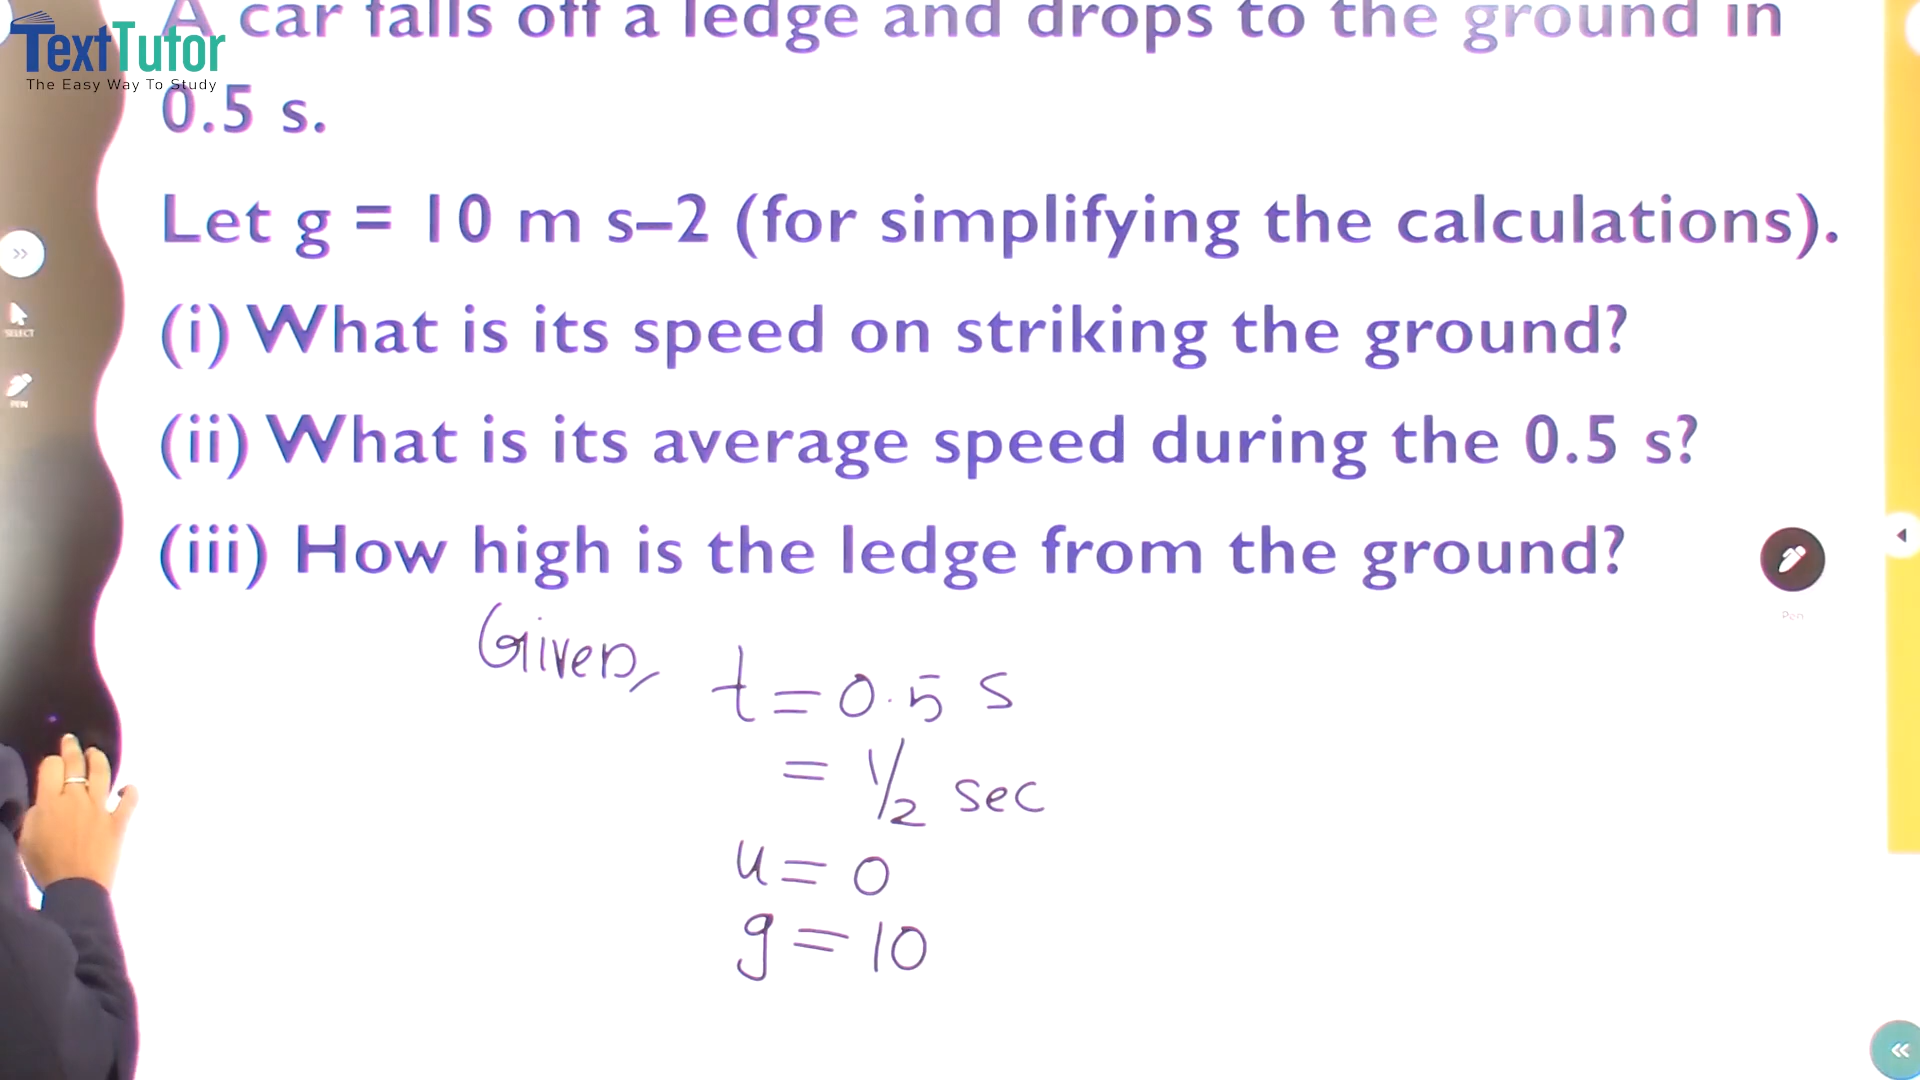 A car falls off a ledge and drops to the ground in
TextTutor
The Easy Way To Study
0.5 s.
Let g = 10 m s–2 (for simplifying the calculations).
(i) What is its speed on striking the ground?
(ii) What is its average speed during the 0.5 s?
(iii) How high is the ledge from the ground?
SELECT
PEN
Pen
Given, t = 0.5 s
= 1/2 sec
u = 0
g = 10